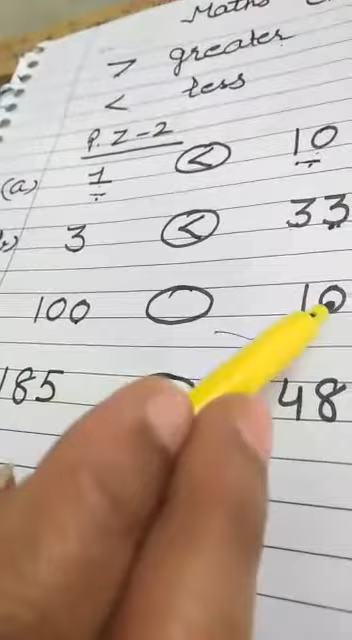 Maths
> greater
< less
P.Z-2
(a) 1 < 10
3 < 33
100 10
185 48